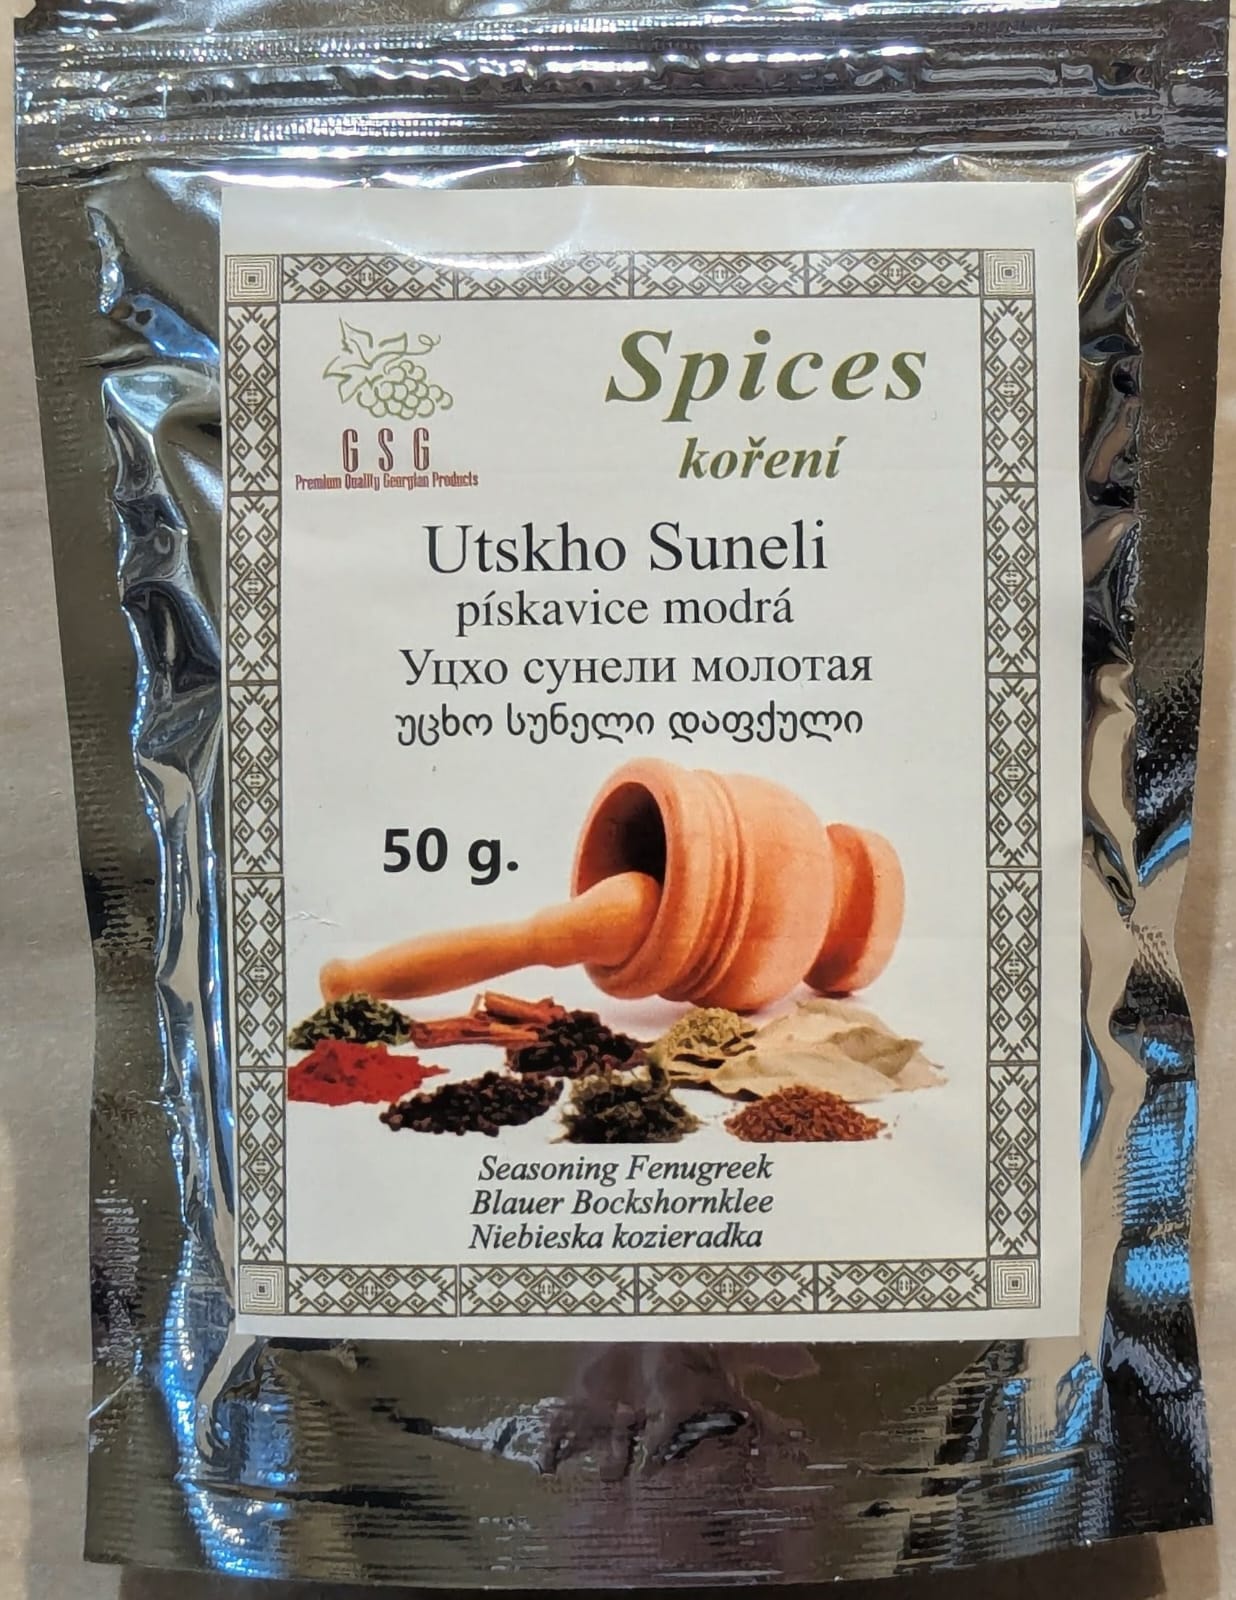 Spices
koření
G S G
Premium Quality Georgian Products
Utskho Suneli
pískavice modrá
Уцхо сунели молотая
უცხო სუნელი დაფქული
50 g.
Seasoning Fenugreek
Blauer Bockshornklee
Niebieska kozieradka